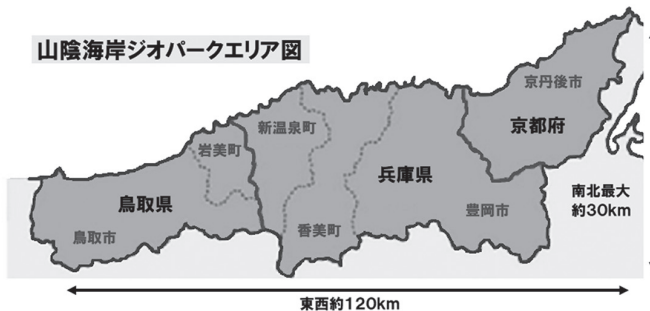 山陰海岸ジオパークエリア図
京丹後市
京都府
新温泉町
岩美町
兵庫県
鳥取県
豊岡市
南北最大
約30km
香美町
鳥取市
東西約120km